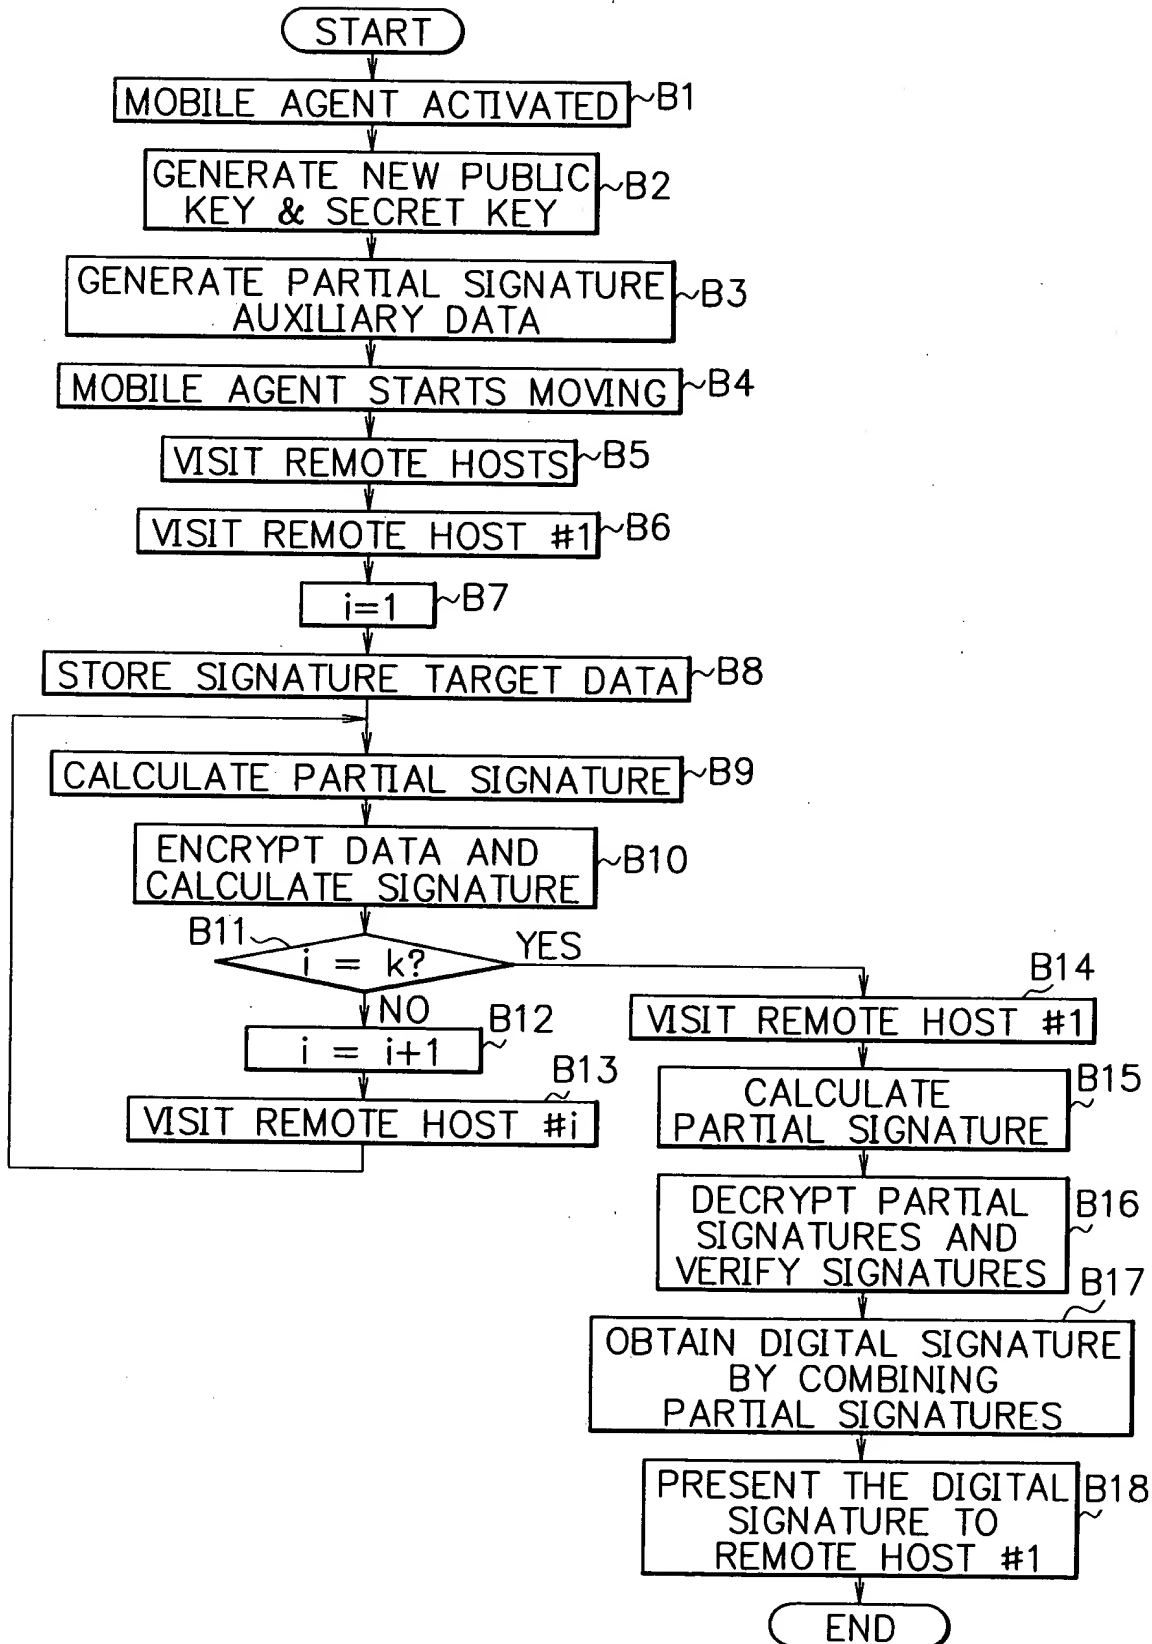 START
MOBILE AGENT ACTIVATED
B1
GENERATE NEW PUBLIC
KEY & SECRET KEY
B2
GENERATE PARTIAL SIGNATURE
AUXILIARY DATA
B3
MOBILE AGENT STARTS MOVING
B4
VISIT REMOTE HOSTS
B5
VISIT REMOTE HOST #1
B6
i=1
B7
STORE SIGNATURE TARGET DATA
B8
CALCULATE PARTIAL SIGNATURE
B9
ENCRYPT DATA AND
CALCULATE SIGNATURE
B10
B11
i = k?
YES
NO
i = i+1
B12
B13
VISIT REMOTE HOST #i
B14
VISIT REMOTE HOST #1
CALCULATE
PARTIAL SIGNATURE
B15
DECRYPT PARTIAL
SIGNATURES AND
VERIFY SIGNATURES
B16
B17
OBTAIN DIGITAL SIGNATURE
BY COMBINING
PARTIAL SIGNATURES
PRESENT THE DIGITAL
SIGNATURE TO
REMOTE HOST #1
B18
END